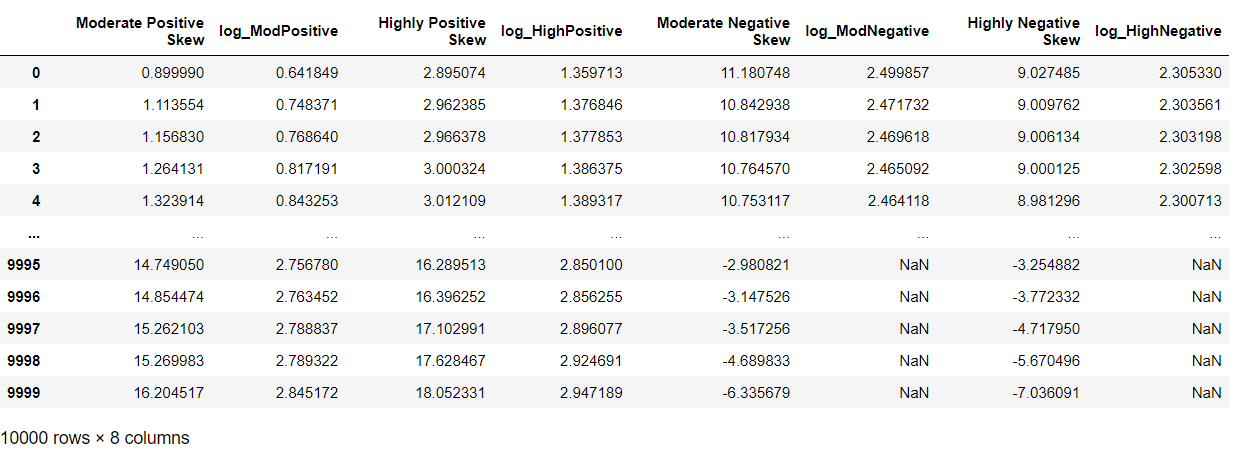 Moderate Positive Skew log_ModPositive Highly Positive Skew log_HighPositive Moderate Negative Skew log_ModNegative Highly Negative Skew log_HighNegative
0 0.899990 0.641849 2.895074 1.359713 11.180748 2.499857 9.027485 2.305330
1 1.113554 0.748371 2.962385 1.376846 10.842938 2.471732 9.009762 2.303561
2 1.156830 0.768640 2.966378 1.377853 10.817934 2.469618 9.006134 2.303198
3 1.264131 0.817191 3.000324 1.386375 10.764570 2.465092 9.000125 2.302598
4 1.323914 0.843253 3.012109 1.389317 10.753117 2.464118 8.981296 2.300713
... ... ... ... ... ... ... ... ...
9995 14.749050 2.756780 16.289513 2.850100 -2.980821 NaN -3.254882 NaN
9996 14.854474 2.763452 16.396252 2.856255 -3.147526 NaN -3.772332 NaN
9997 15.262103 2.788837 17.102991 2.896077 -3.517256 NaN -4.717950 NaN
9998 15.269983 2.789322 17.628467 2.924691 -4.689833 NaN -5.670496 NaN
9999 16.204517 2.845172 18.052331 2.947189 -6.335679 NaN -7.036091 NaN
10000 rows × 8 columns